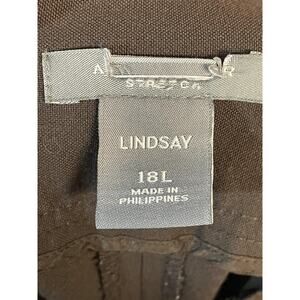 STRETCH
LINDSAY
18L
MADE IN
PHILIPPINES